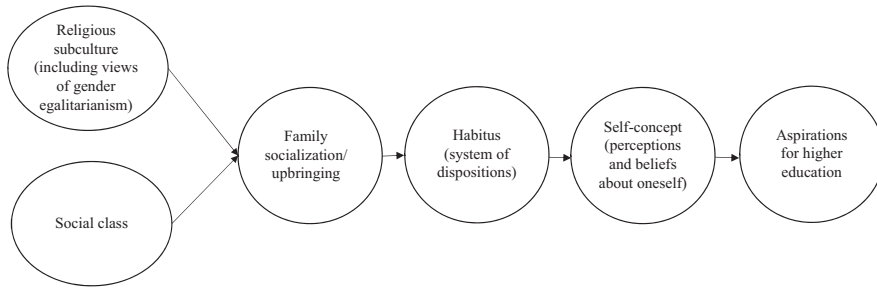 Religious
subculture
(including views
of gender
egalitarianism)
Social class
Family
socialization/
upbringing
Habitus
(system of
dispositions)
Self-concept
(perceptions
and beliefs
about oneself)
Aspirations
for higher
education